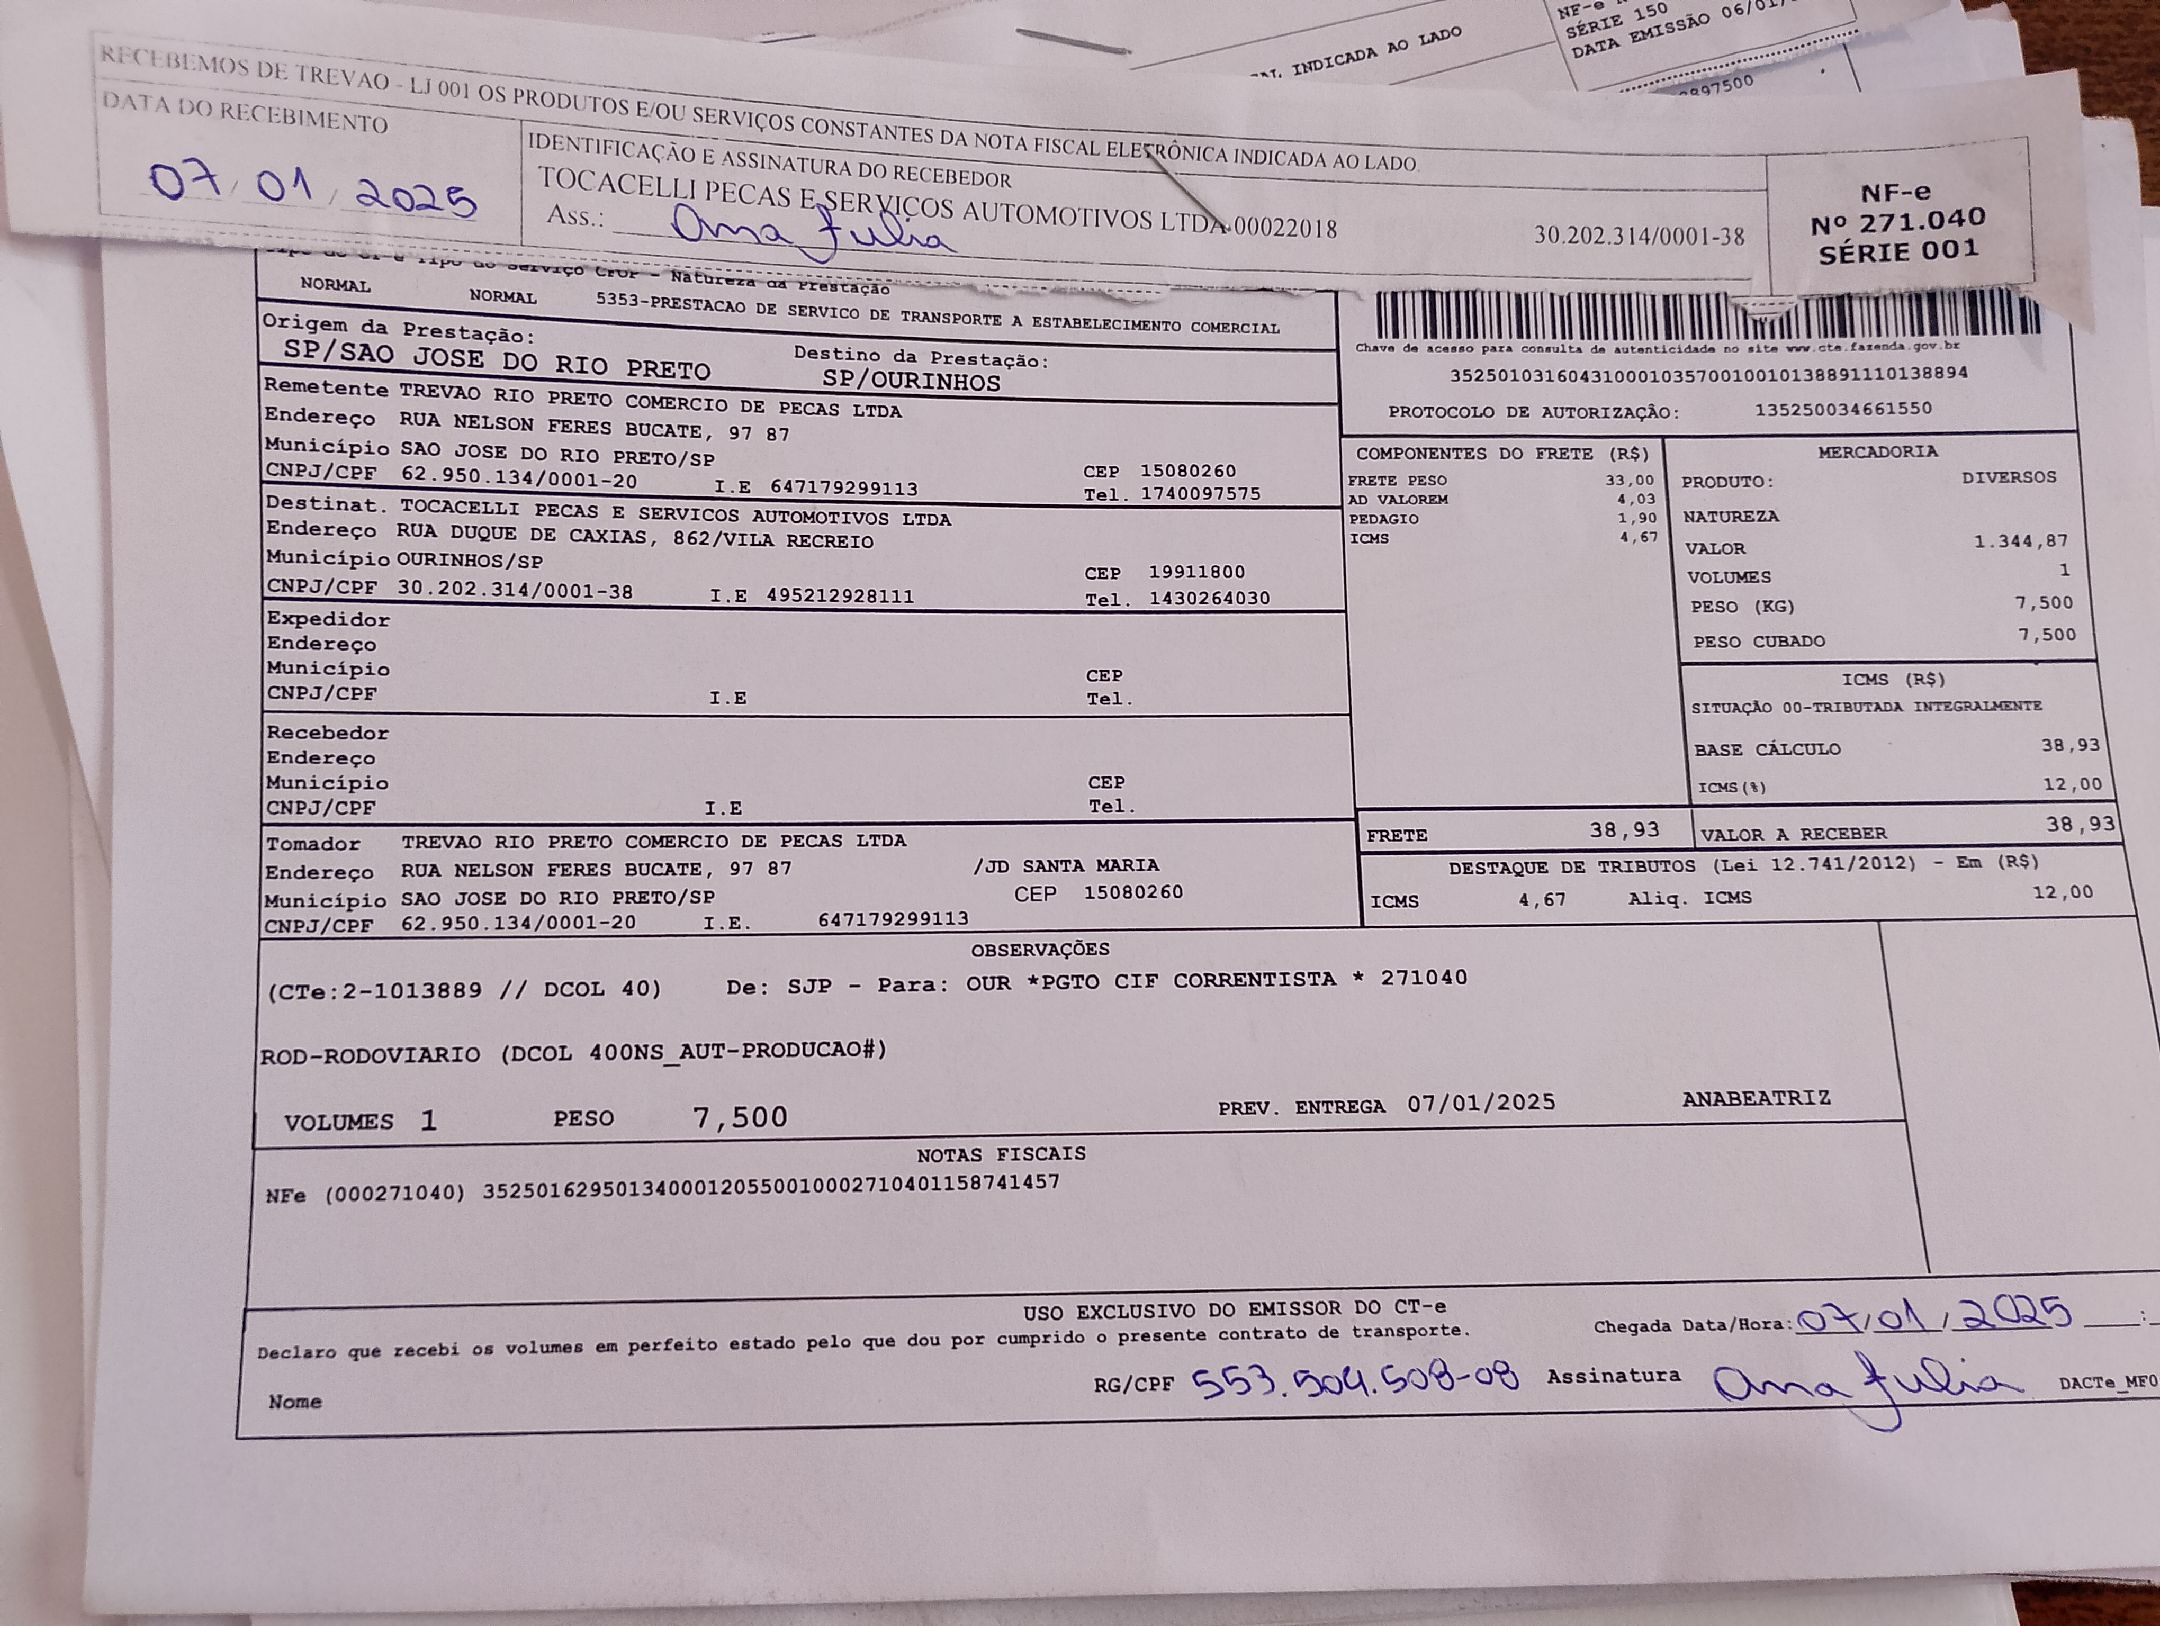 NF-e
SÉRIE 150
DATA EMISSÃO 06/01/
INDICADA AO LADO
0897500
RECEBEMOS DE TREVAO - LJ 001 OS PRODUTOS E/OU SERVIÇOS CONSTANTES DA NOTA FISCAL ELETRÔNICA INDICADA AO LADO
DATA DO RECEBIMENTO
07/01/2025
IDENTIFICAÇÃO E ASSINATURA DO RECEBEDOR
TOCACELLI PECAS E SERVICOS AUTOMOTIVOS LTDA 00022018
Ass.: Ana Julia
30.202.314/0001-38
NF-e
Nº 271.040
SÉRIE 001
Natureza da Prestação
NORMAL NORMAL 5353-PRESTACAO DE SERVICO DE TRANSPORTE A ESTABELECIMENTO COMERCIAL
Origem da Prestação: Destino da Prestação:
SP/SAO JOSE DO RIO PRETO SP/OURINHOS
Remetente TREVAO RIO PRETO COMERCIO DE PECAS LTDA
Endereço RUA NELSON FERES BUCATE, 97 87
Município SAO JOSE DO RIO PRETO/SP CEP 15080260
CNPJ/CPF 62.950.134/0001-20 I.E 647179299113 Tel. 1740097575
Destinat. TOCACELLI PECAS E SERVICOS AUTOMOTIVOS LTDA
Endereço RUA DUQUE DE CAXIAS, 862/VILA RECREIO
Município OURINHOS/SP CEP 19911800
CNPJ/CPF 30.202.314/0001-38 I.E 495212928111 Tel. 1430264030
Expedidor
Endereço
Município CEP
CNPJ/CPF I.E Tel.
Recebedor
Endereço
Município CEP
CNPJ/CPF I.E Tel.
Tomador TREVAO RIO PRETO COMERCIO DE PECAS LTDA
Endereço RUA NELSON FERES BUCATE, 97 87 /JD SANTA MARIA
Município SAO JOSE DO RIO PRETO/SP CEP 15080260
CNPJ/CPF 62.950.134/0001-20 I.E. 647179299113
Chave de acesso para consulta de autenticidade no site www.cte.fazenda.gov.br
35250103160431000103570010010138891110138894
PROTOCOLO DE AUTORIZAÇÃO: 135250034661550
COMPONENTES DO FRETE (R$)
FRETE PESO 33,00
AD VALOREM 4,03
PEDAGIO 1,90
ICMS 4,67
MERCADORIA
PRODUTO: DIVERSOS
NATUREZA
VALOR 1.344,87
VOLUMES 1
PESO (KG) 7,500
PESO CUBADO 7,500
ICMS (R$)
SITUAÇÃO 00-TRIBUTADA INTEGRALMENTE
BASE CÁLCULO 38,93
ICMS(%) 12,00
FRETE 38,93 VALOR A RECEBER 38,93
DESTAQUE DE TRIBUTOS (Lei 12.741/2012) - Em (R$)
ICMS 4,67 Aliq. ICMS 12,00
OBSERVAÇÕES
(CTe:2-1013889 // DCOL 40) De: SJP - Para: OUR *PGTO CIF CORRENTISTA * 271040
ROD-RODOVIARIO (DCOL 400NS_AUT-PRODUCAO#)
VOLUMES 1 PESO 7,500 PREV. ENTREGA 07/01/2025 ANABEATRIZ
NOTAS FISCAIS
NFe (000271040) 35250162950134000120550010002710401158741457
USO EXCLUSIVO DO EMISSOR DO CT-e
Declaro que recebi os volumes em perfeito estado pelo que dou por cumprido o presente contrato de transporte.
Chegada Data/Hora: 07/01/2025 __:
Nome RG/CPF 553.504.508-08 Assinatura Ana Julia DACTe_MF0